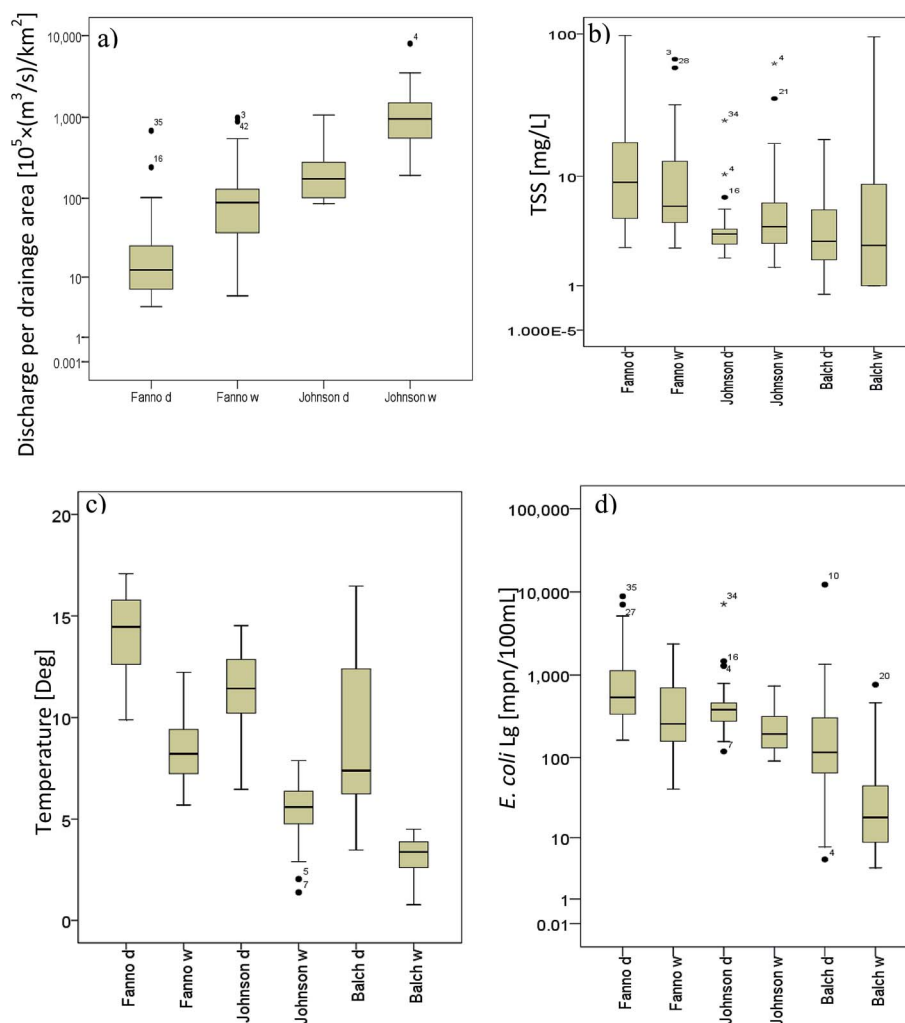 a)
Discharge per drainage area [10⁵×(m³/s)/km²]
10,000
1,000
100
10
1
0.001
35
16
3
42
4
Fanno d
Fanno w
Johnson d
Johnson w
b)
TSS [mg/L]
100
10
1
1.000E-5
3
28
34
4
16
4
21
Fanno d
Fanno w
Johnson d
Johnson w
Balch d
Balch w
c)
Temperature [Deg]
20
15
10
5
0
5
7
Fanno d
Fanno w
Johnson d
Johnson w
Balch d
Balch w
d)
E. coli Lg [mpn/100mL]
100,000
10,000
1,000
100
10
1
0.01
35
27
34
16
4
7
10
4
20
Fanno d
Fanno w
Johnson d
Johnson w
Balch d
Balch w